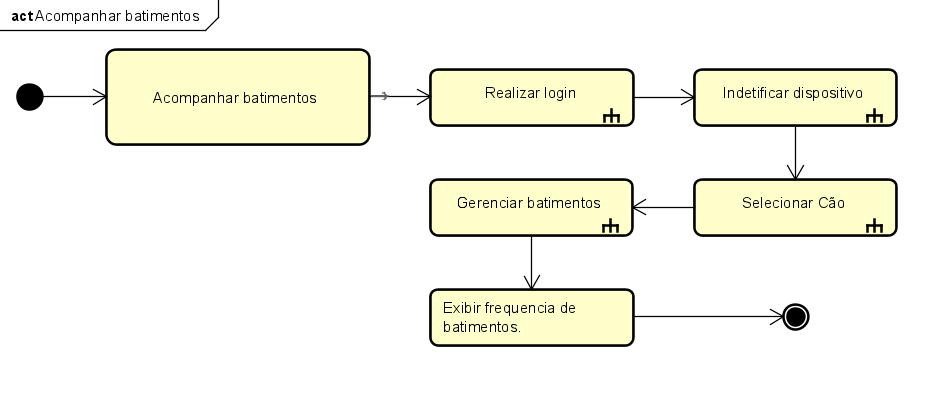 act Acompanhar batimentos
Acompanhar batimentos
Realizar login
Indetificar dispositivo
Gerenciar batimentos
Selecionar Cão
Exibir frequencia de
batimentos.